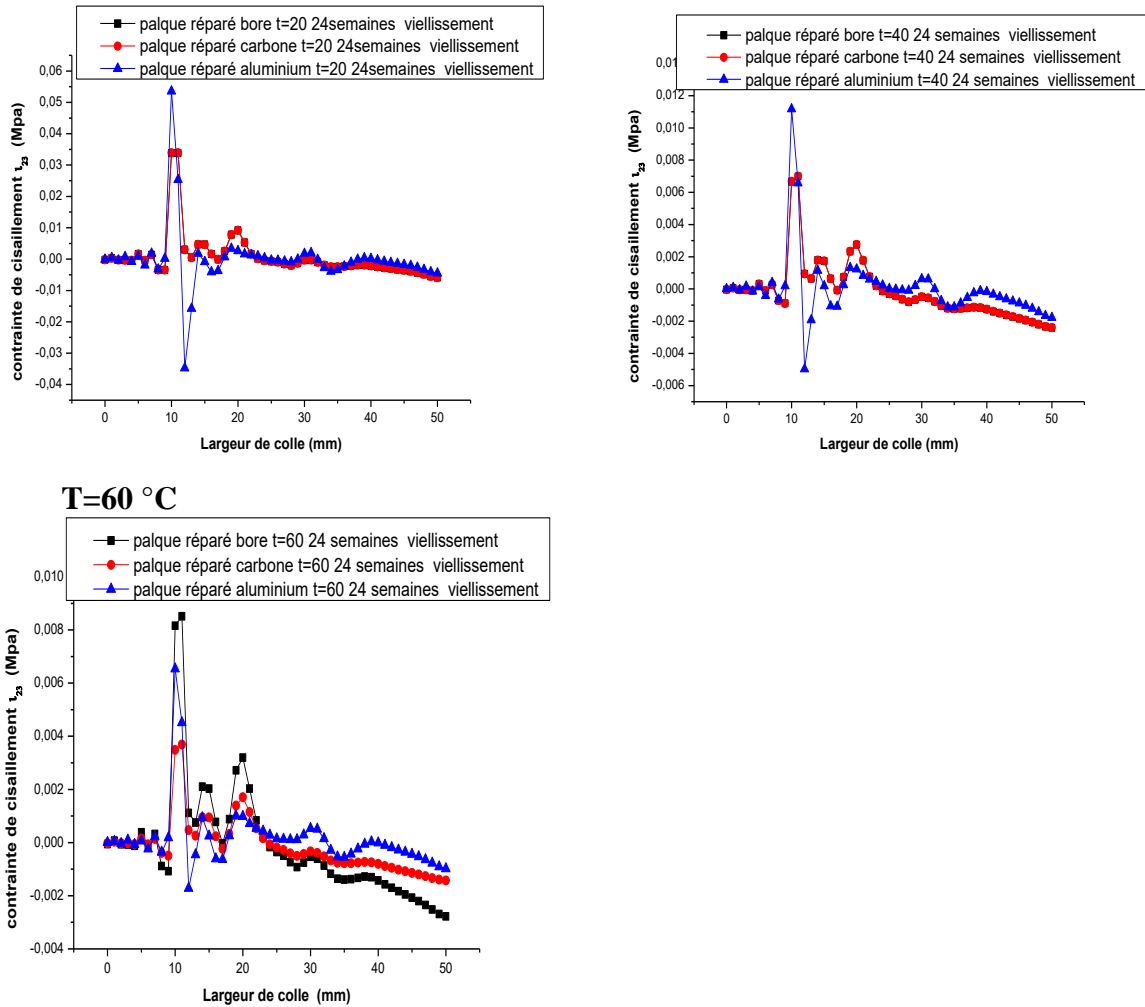 palque réparé bore t=20 24semaines viellissement
palque réparé carbone t=20 24semaines viellissement
palque réparé aluminium t=20 24semaines viellissement
0,06
0,05
0,04
0,03
0,02
0,01
0,00
-0,01
-0,02
-0,03
-0,04
contrainte de cisaillement ι₂₃ (Mpa)
0 10 20 30 40 50
Largeur de colle (mm)
palque réparé bore t=40 24 semaines viellissement
palque réparé carbone t=40 24 semaines viellissement
palque réparé aluminium t=40 24 semaines viellissement
0,012
0,010
0,008
0,006
0,004
0,002
0,000
-0,002
-0,004
-0,006
contrainte de cisaillement ι₂₃ (Mpa)
0 10 20 30 40 50
Largeur de colle (mm)
T=60 °C
palque réparé bore t=60 24 semaines viellissement
palque réparé carbone t=60 24 semaines viellissement
palque réparé aluminium t=60 24 semaines viellissement
0,010
0,008
0,006
0,004
0,002
0,000
-0,002
-0,004
contrainte de cisaillement ι₂₃ (Mpa)
0 10 20 30 40 50
Largeur de colle (mm)